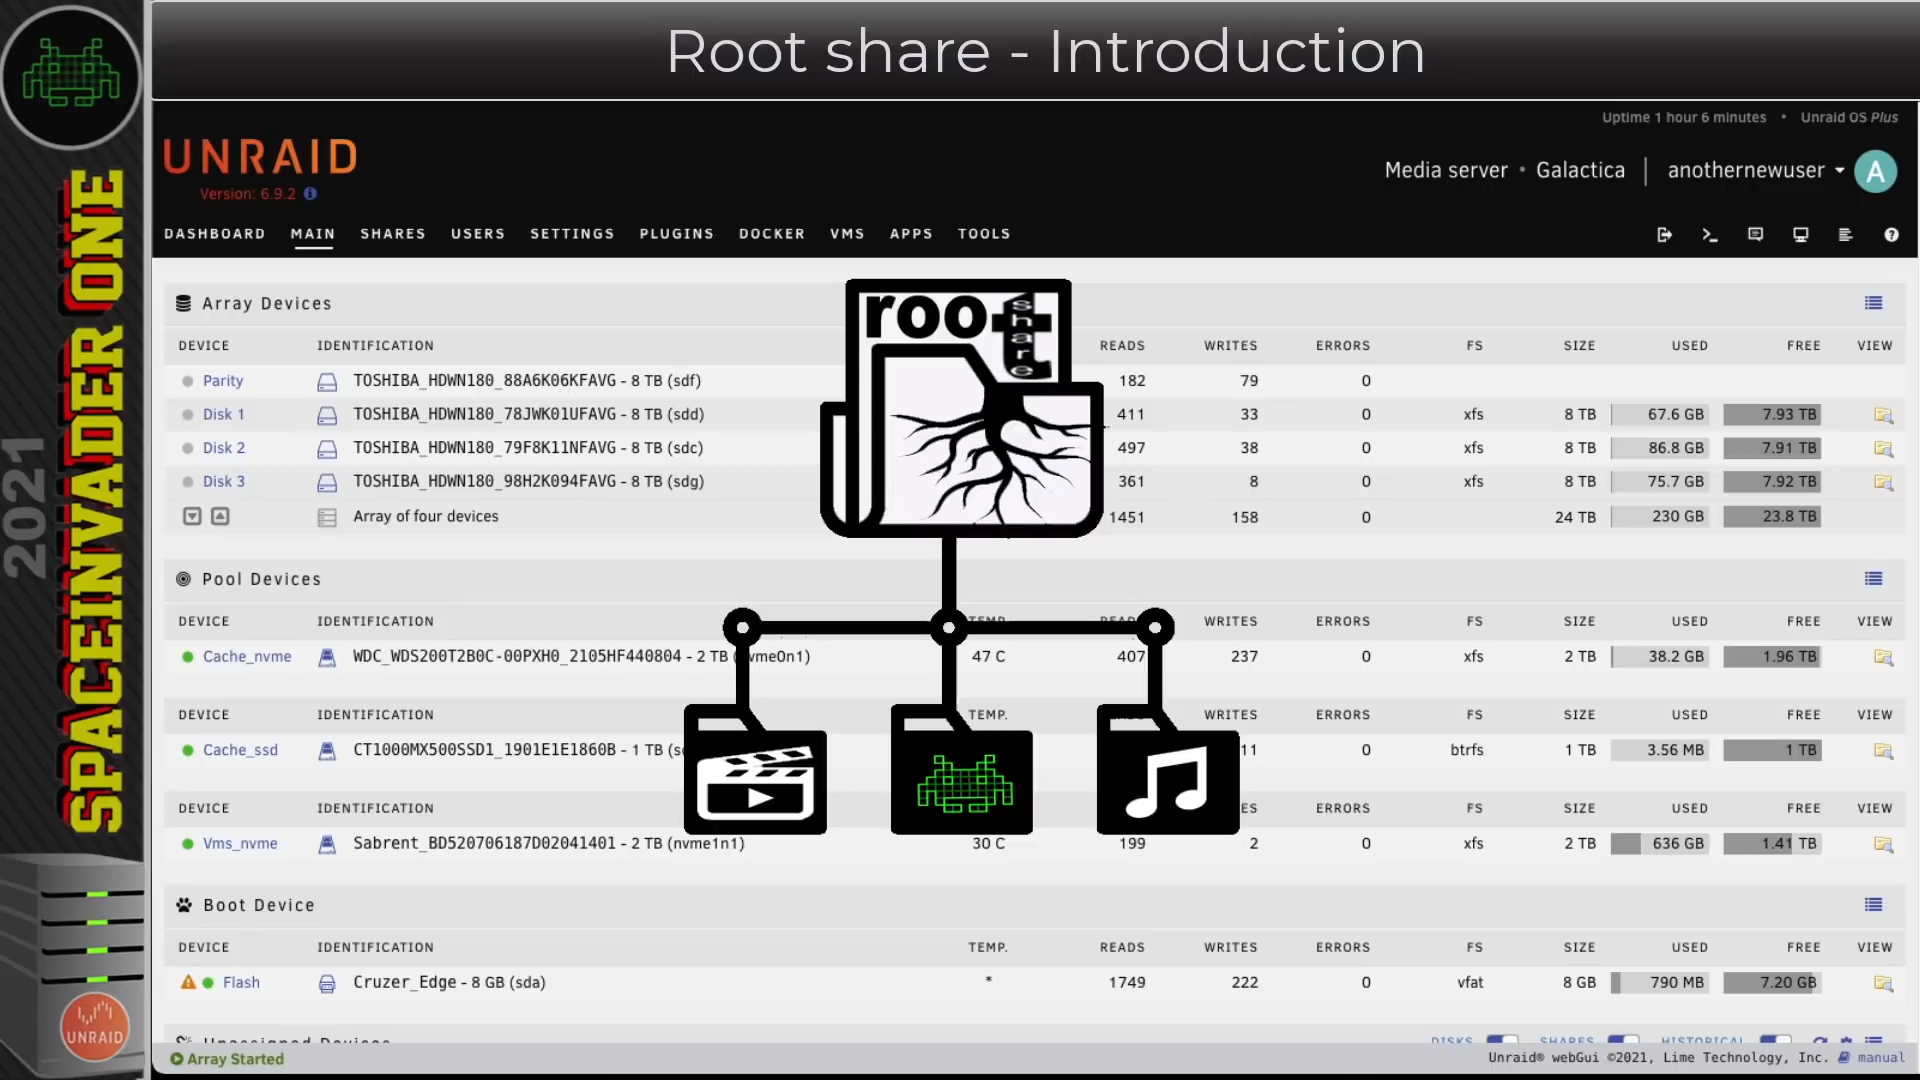 Root share - Introduction
2021
SPACEINVADER ONE
UNRAID
Uptime 1 hour 6 minutes • Unraid OS Plus
UNRAID
Version: 6.9.2
Media server • Galactica
anothernewuser
A
DASHBOARD MAIN SHARES USERS SETTINGS PLUGINS DOCKER VMS APPS TOOLS
root share
Array Devices
DEVICE IDENTIFICATION READS WRITES ERRORS FS SIZE USED FREE VIEW
Parity TOSHIBA_HDWN180_88A6K06KFAVG - 8 TB (sdf) 182 79 0
Disk 1 TOSHIBA_HDWN180_78JWK01UFAVG - 8 TB (sdd) 411 33 0 xfs 8 TB 67.6 GB 7.93 TB
Disk 2 TOSHIBA_HDWN180_79F8K11NFAVG - 8 TB (sdc) 497 38 0 xfs 8 TB 86.8 GB 7.91 TB
Disk 3 TOSHIBA_HDWN180_98H2K094FAVG - 8 TB (sdg) 361 8 0 xfs 8 TB 75.7 GB 7.92 TB
Array of four devices 1451 158 0 24 TB 230 GB 23.8 TB
Pool Devices
DEVICE IDENTIFICATION TEMP. READS WRITES ERRORS FS SIZE USED FREE VIEW
Cache_nvme WDC_WDS200T2B0C-00PXH0_2105HF440804 - 2 TB (nvme0n1) 47 C 407 237 0 xfs 2 TB 38.2 GB 1.96 TB
DEVICE IDENTIFICATION TEMP. WRITES ERRORS FS SIZE USED FREE VIEW
Cache_ssd CT1000MX500SSD1_1901E1E1860B - 1 TB 11 0 btrfs 1 TB 3.56 MB 1 TB
DEVICE IDENTIFICATION ERRORS FS SIZE USED FREE VIEW
Vms_nvme Sabrent_BD520706187D02041401 - 2 TB (nvme1n1) 30 C 199 2 0 xfs 2 TB 636 GB 1.41 TB
Boot Device
DEVICE IDENTIFICATION TEMP. READS WRITES ERRORS FS SIZE USED FREE VIEW
Flash Cruzer_Edge - 8 GB (sda) * 1749 222 0 vfat 8 GB 790 MB 7.20 GB
Unassigned Devices DISKS SHARES HISTORICAL
Array Started
Unraid® webGui ©2021, Lime Technology, Inc. manual